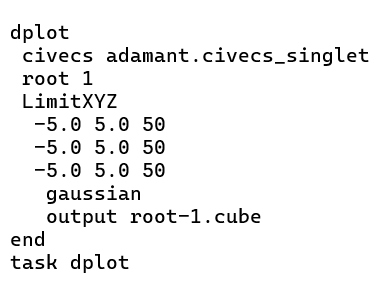 dplot
 civecs adamant.civecs_singlet
 root 1
 LimitXYZ
  -5.0 5.0 50
  -5.0 5.0 50
  -5.0 5.0 50
   gaussian
   output root-1.cube
end
task dplot